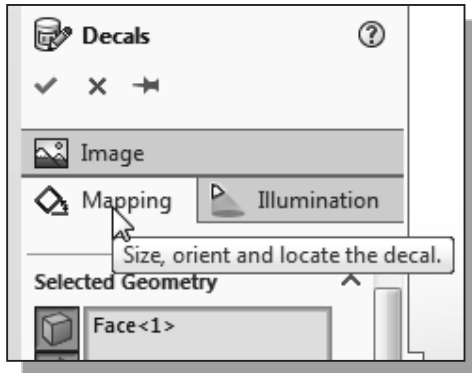 Decals ?
Image
Mapping Illumination
Size, orient and locate the decal.
Selected Geometry
Face<1>